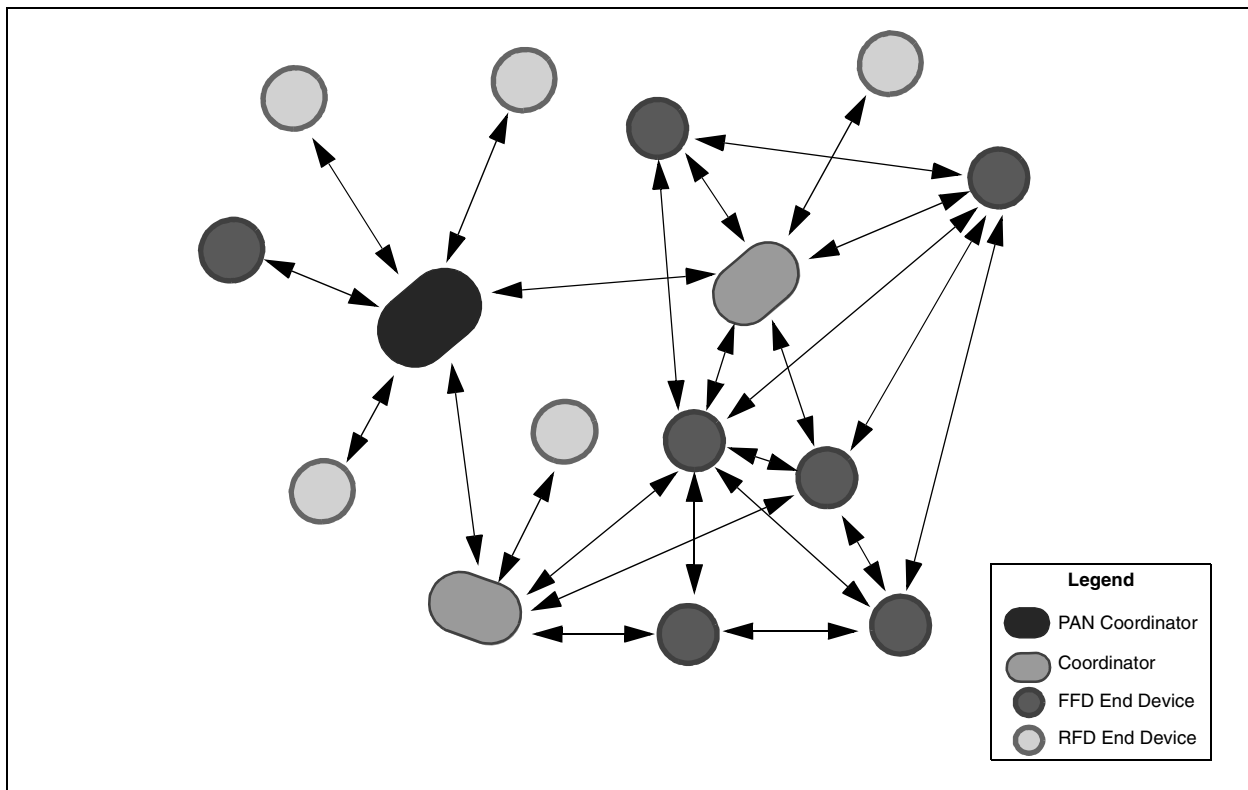 Legend
PAN Coordinator
Coordinator
FFD End Device
RFD End Device